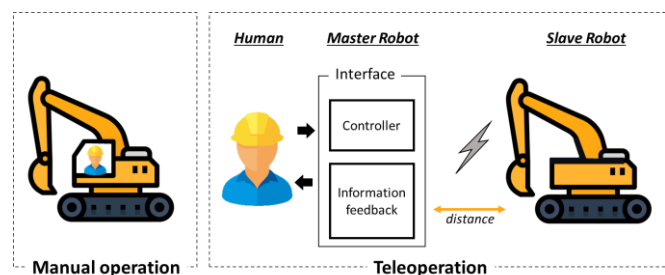 Human
Master Robot
Slave Robot
Interface
Controller
Information
feedback
distance
Manual operation
Teleoperation